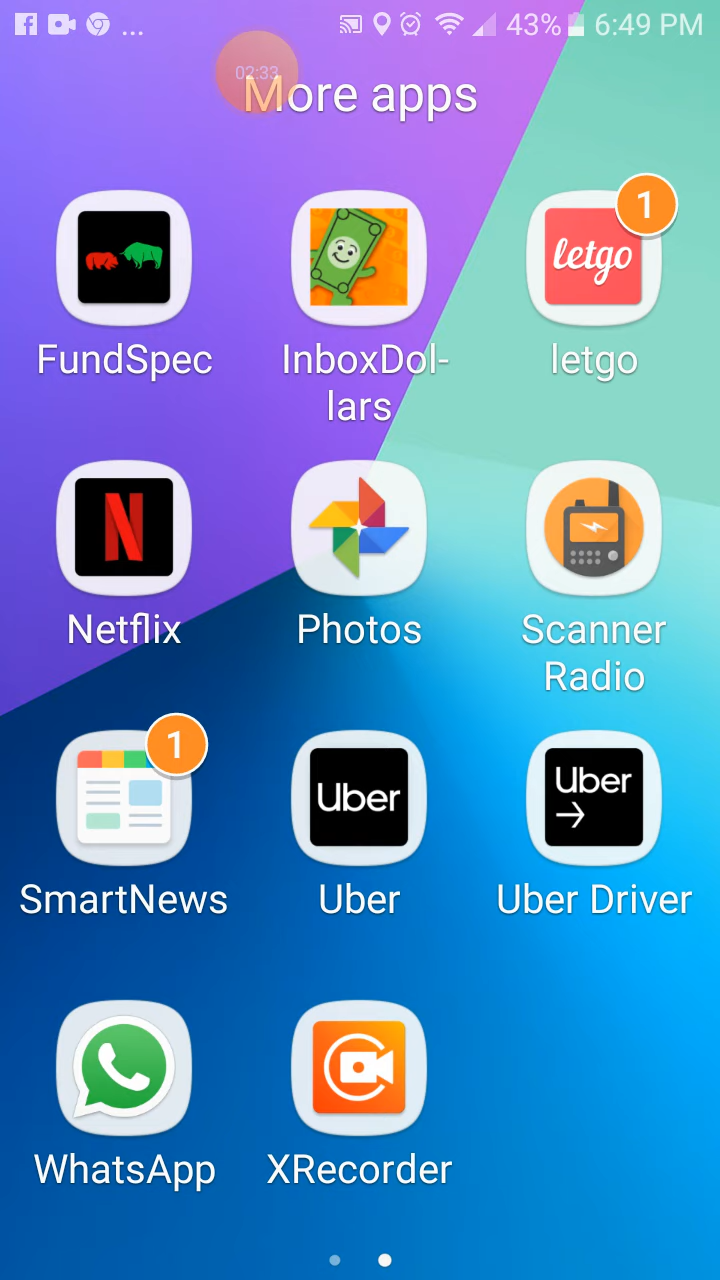 ... 43% 6:49 PM
02:33
More apps
1
letgo
FundSpec InboxDol-
lars letgo
N
Netflix Photos Scanner
Radio
1
Uber Uber
SmartNews Uber Uber Driver
WhatsApp XRecorder